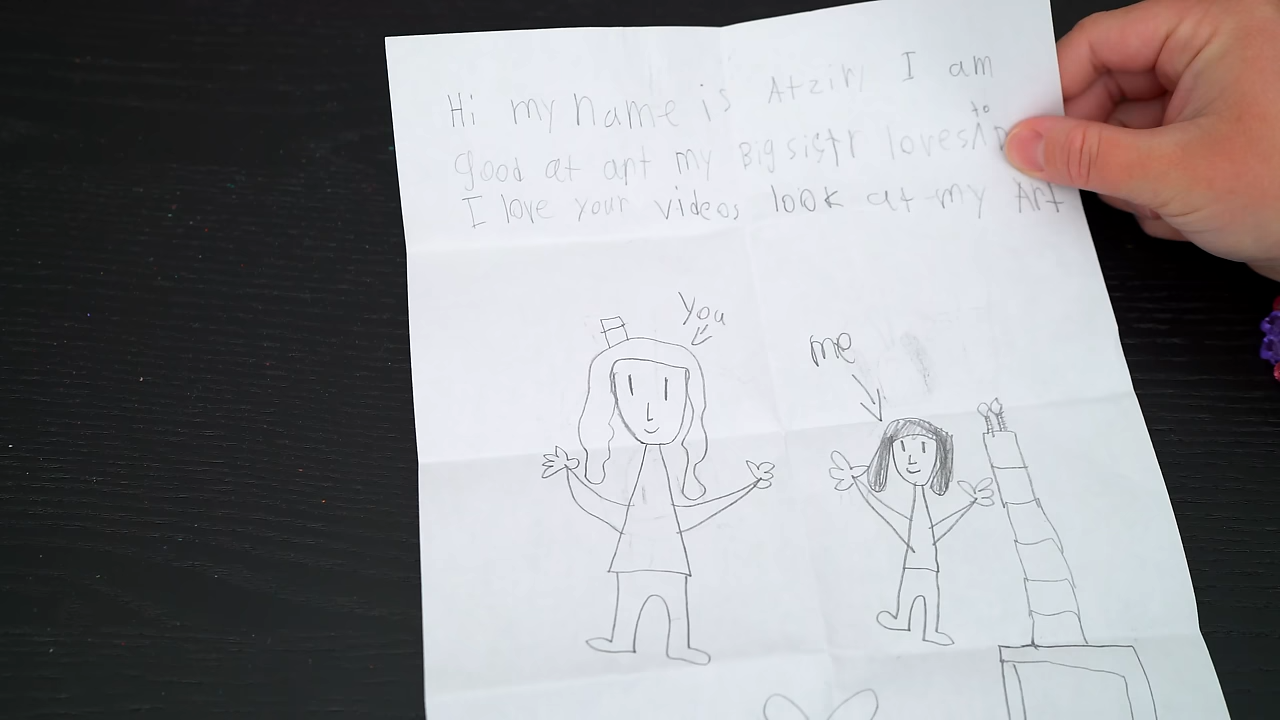 Hi my name is Atziry I am
good at art my Big sistr loves to
I love your videos look at my Art
you
me